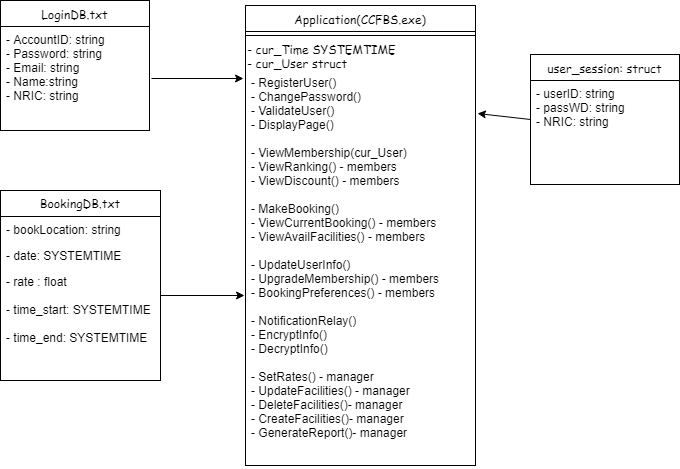 LoginDB.txt
- AccountID: string
- Password: string
- Email: string
- Name:string
- NRIC: string
Application(CCFBS.exe)
- cur_Time SYSTEMTIME
- cur_User struct
- RegisterUser()
- ChangePassword()
- ValidateUser()
- DisplayPage()
- ViewMembership(cur_User)
- ViewRanking() - members
- ViewDiscount() - members
- MakeBooking()
- ViewCurrentBooking() - members
- ViewAvailFacilities() - members
- UpdateUserInfo()
- UpgradeMembership() - members
- BookingPreferences() - members
- NotificationRelay()
- EncryptInfo()
- DecryptInfo()
- SetRates() - manager
- UpdateFacilities() - manager
- DeleteFacilities()- manager
- CreateFacilities()- manager
- GenerateReport()- manager
user_session: struct
- userID: string
- passWD: string
- NRIC: string
BookingDB.txt
- bookLocation: string
- date: SYSTEMTIME
- rate : float
- time_start: SYSTEMTIME
- time_end: SYSTEMTIME